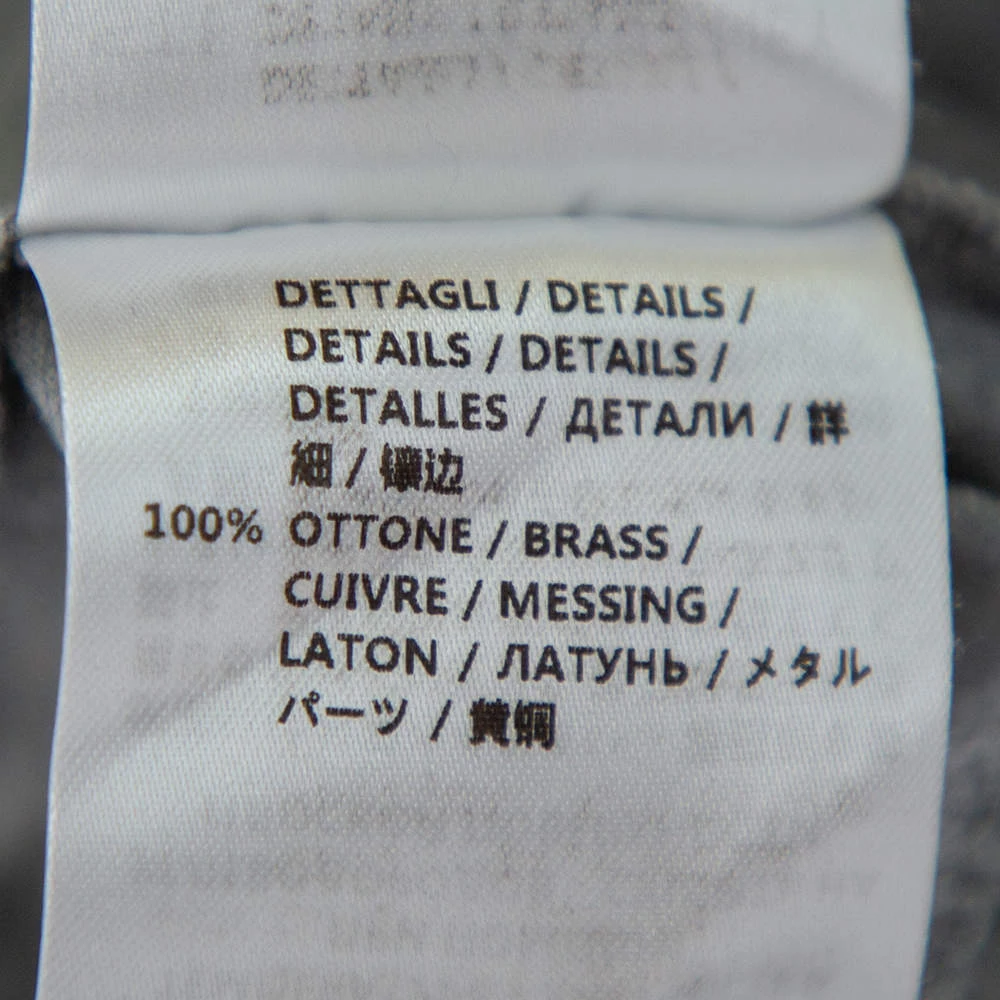 DETTAGLI / DETAILS /
DETAILS / DETAILS /
DETALLES / ДЕТАЛИ / 詳
細 / 镶边
100% OTTONE / BRASS /
CUIVRE / MESSING /
LATON / ЛАТУНЬ / メタル
パーツ / 黄铜